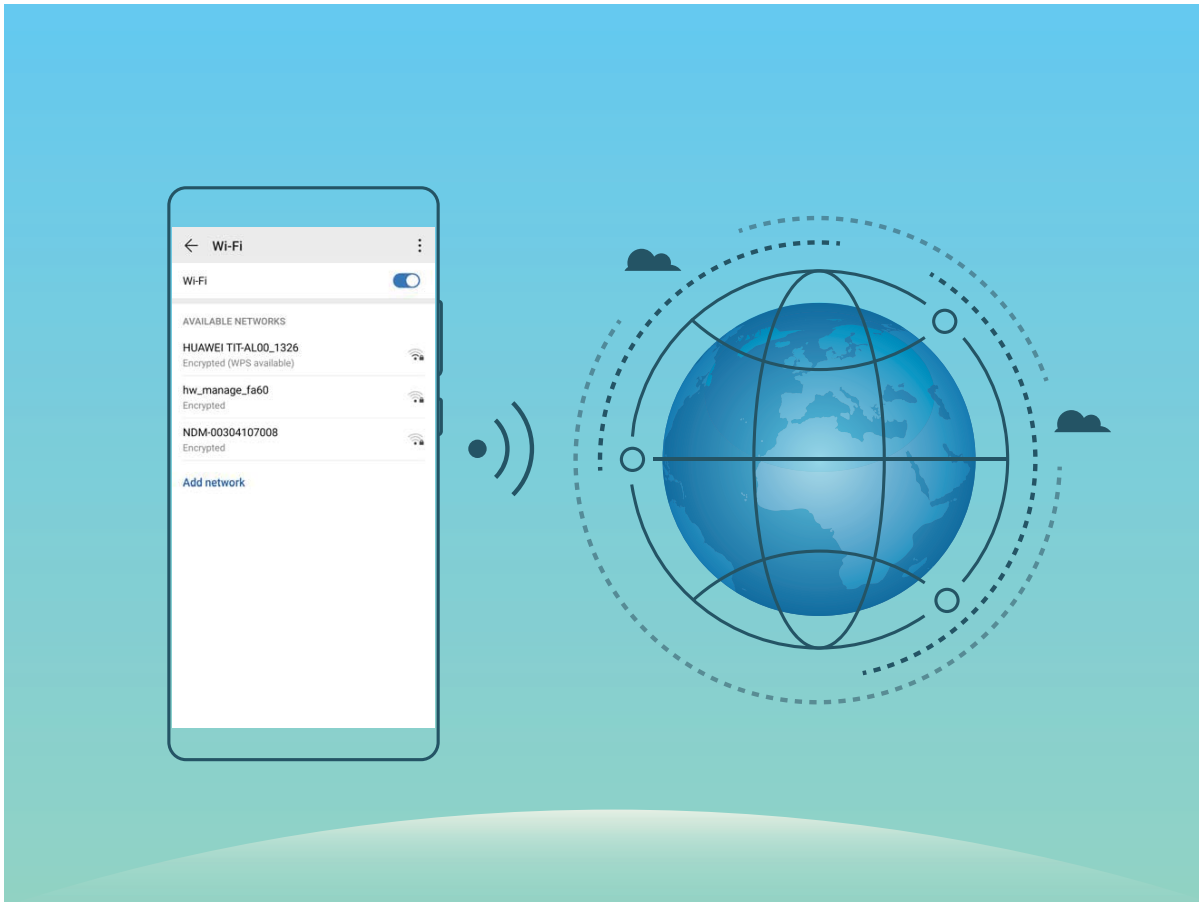 Wi-Fi
Wi-Fi
AVAILABLE NETWORKS
HUAWEI TIT-AL00_1326
Encrypted (WPS available)
hw_manage_fa60
Encrypted
NDM-00304107008
Encrypted
Add network